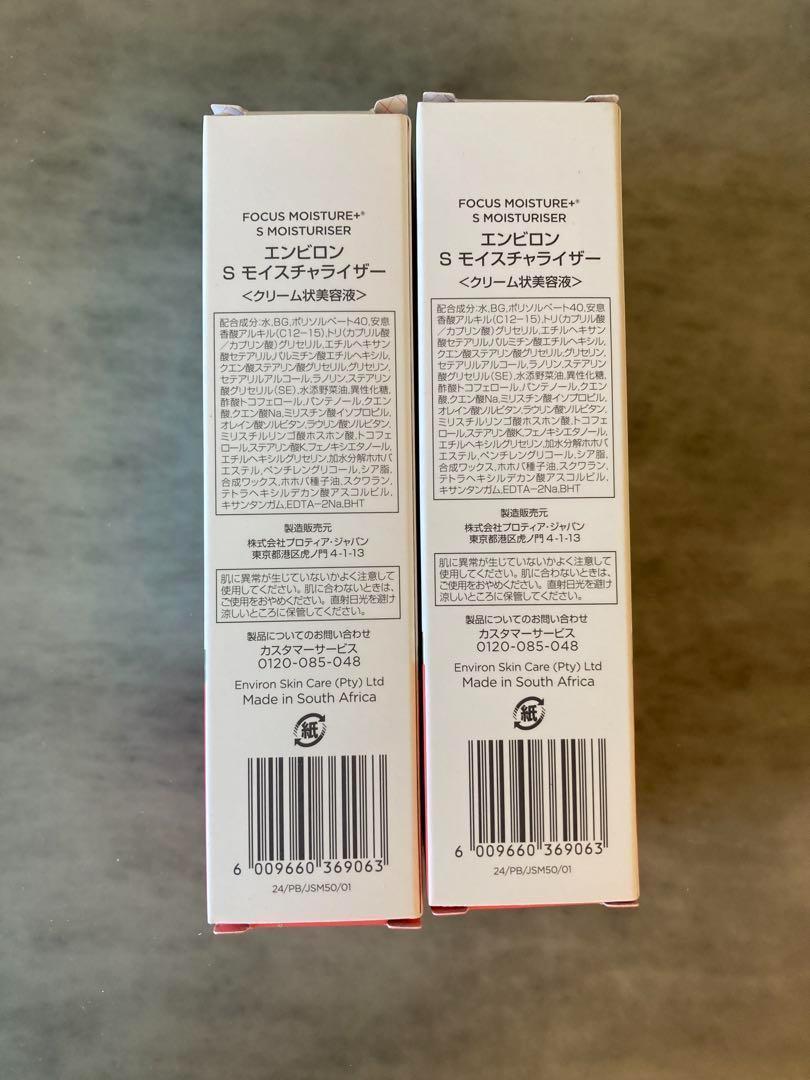 FOCUS MOISTURE+®
S MOISTURISER
エンビロン
S モイスチャライザー
<クリーム状美容液>
配合成分:水,BG,ポリソルベート40,安息
香酸アルキル(C12-15),トリ(カプリル酸
/カプリン酸)グリセリル,エチルヘキサン
酸セテアリル,パルミチン酸エチルヘキシル,
クエン酸ステアリン酸グリセリル,グリセリン,
セテアリルアルコール,ラノリン,ステアリン
酸グリセリル(SE),水添野菜油,異性化糖,
酢酸トコフェロール,パンテノール,クエン
酸,クエン酸Na,ミリスチン酸イソプロピル,
オレイン酸ソルビタン,ラウリン酸ソルビタン,
ミリスチルリンゴ酸ホスホン酸,トコフェ
ロール,ステアリン酸K,フェノキシエタノール,
エチルヘキシルグリセリン,加水分解ホホバ
エステル,ペンチレングリコール,シア脂,
合成ワックス,ホホバ種子油,スクワラン,
テトラヘキシルデカン酸アスコルビル,
キサンタンガム,EDTA-2Na,BHT
製造販売元
株式会社プロティア・ジャパン
東京都港区虎ノ門 4-1-13
肌に異常が生じていないかよく注意して
使用してください。肌に合わないときは、
ご使用をおやめください。直射日光を避け
涼しいところに保管してください。
製品についてのお問い合わせ
カスタマーサービス
0120-085-048
Environ Skin Care (Pty) Ltd
Made in South Africa
紙
6 009660 369063
24/PB/JSM50/01
FOCUS MOISTURE+®
S MOISTURISER
エンビロン
S モイスチャライザー
<クリーム状美容液>
配合成分:水,BG,ポリソルベート40,安息
香酸アルキル(C12-15),トリ(カプリル酸
/カプリン酸)グリセリル,エチルヘキサン
酸セテアリル,パルミチン酸エチルヘキシル,
クエン酸ステアリン酸グリセリル,グリセリン,
セテアリルアルコール,ラノリン,ステアリン
酸グリセリル(SE),水添野菜油,異性化糖,
酢酸トコフェロール,パンテノール,クエン
酸,クエン酸Na,ミリスチン酸イソプロピル,
オレイン酸ソルビタン,ラウリン酸ソルビタン,
ミリスチルリンゴ酸ホスホン酸,トコフェ
ロール,ステアリン酸K,フェノキシエタノール,
エチルヘキシルグリセリン,加水分解ホホバ
エステル,ペンチレングリコール,シア脂,
合成ワックス,ホホバ種子油,スクワラン,
テトラヘキシルデカン酸アスコルビル,
キサンタンガム,EDTA-2Na,BHT
製造販売元
株式会社プロティア・ジャパン
東京都港区虎ノ門 4-1-13
肌に異常が生じていないかよく注意して
使用してください。肌に合わないときは、
ご使用をおやめください。直射日光を避け
涼しいところに保管してください。
製品についてのお問い合わせ
カスタマーサービス
0120-085-048
Environ Skin Care (Pty) Ltd
Made in South Africa
紙
6 009660 369063
24/PB/JSM50/01